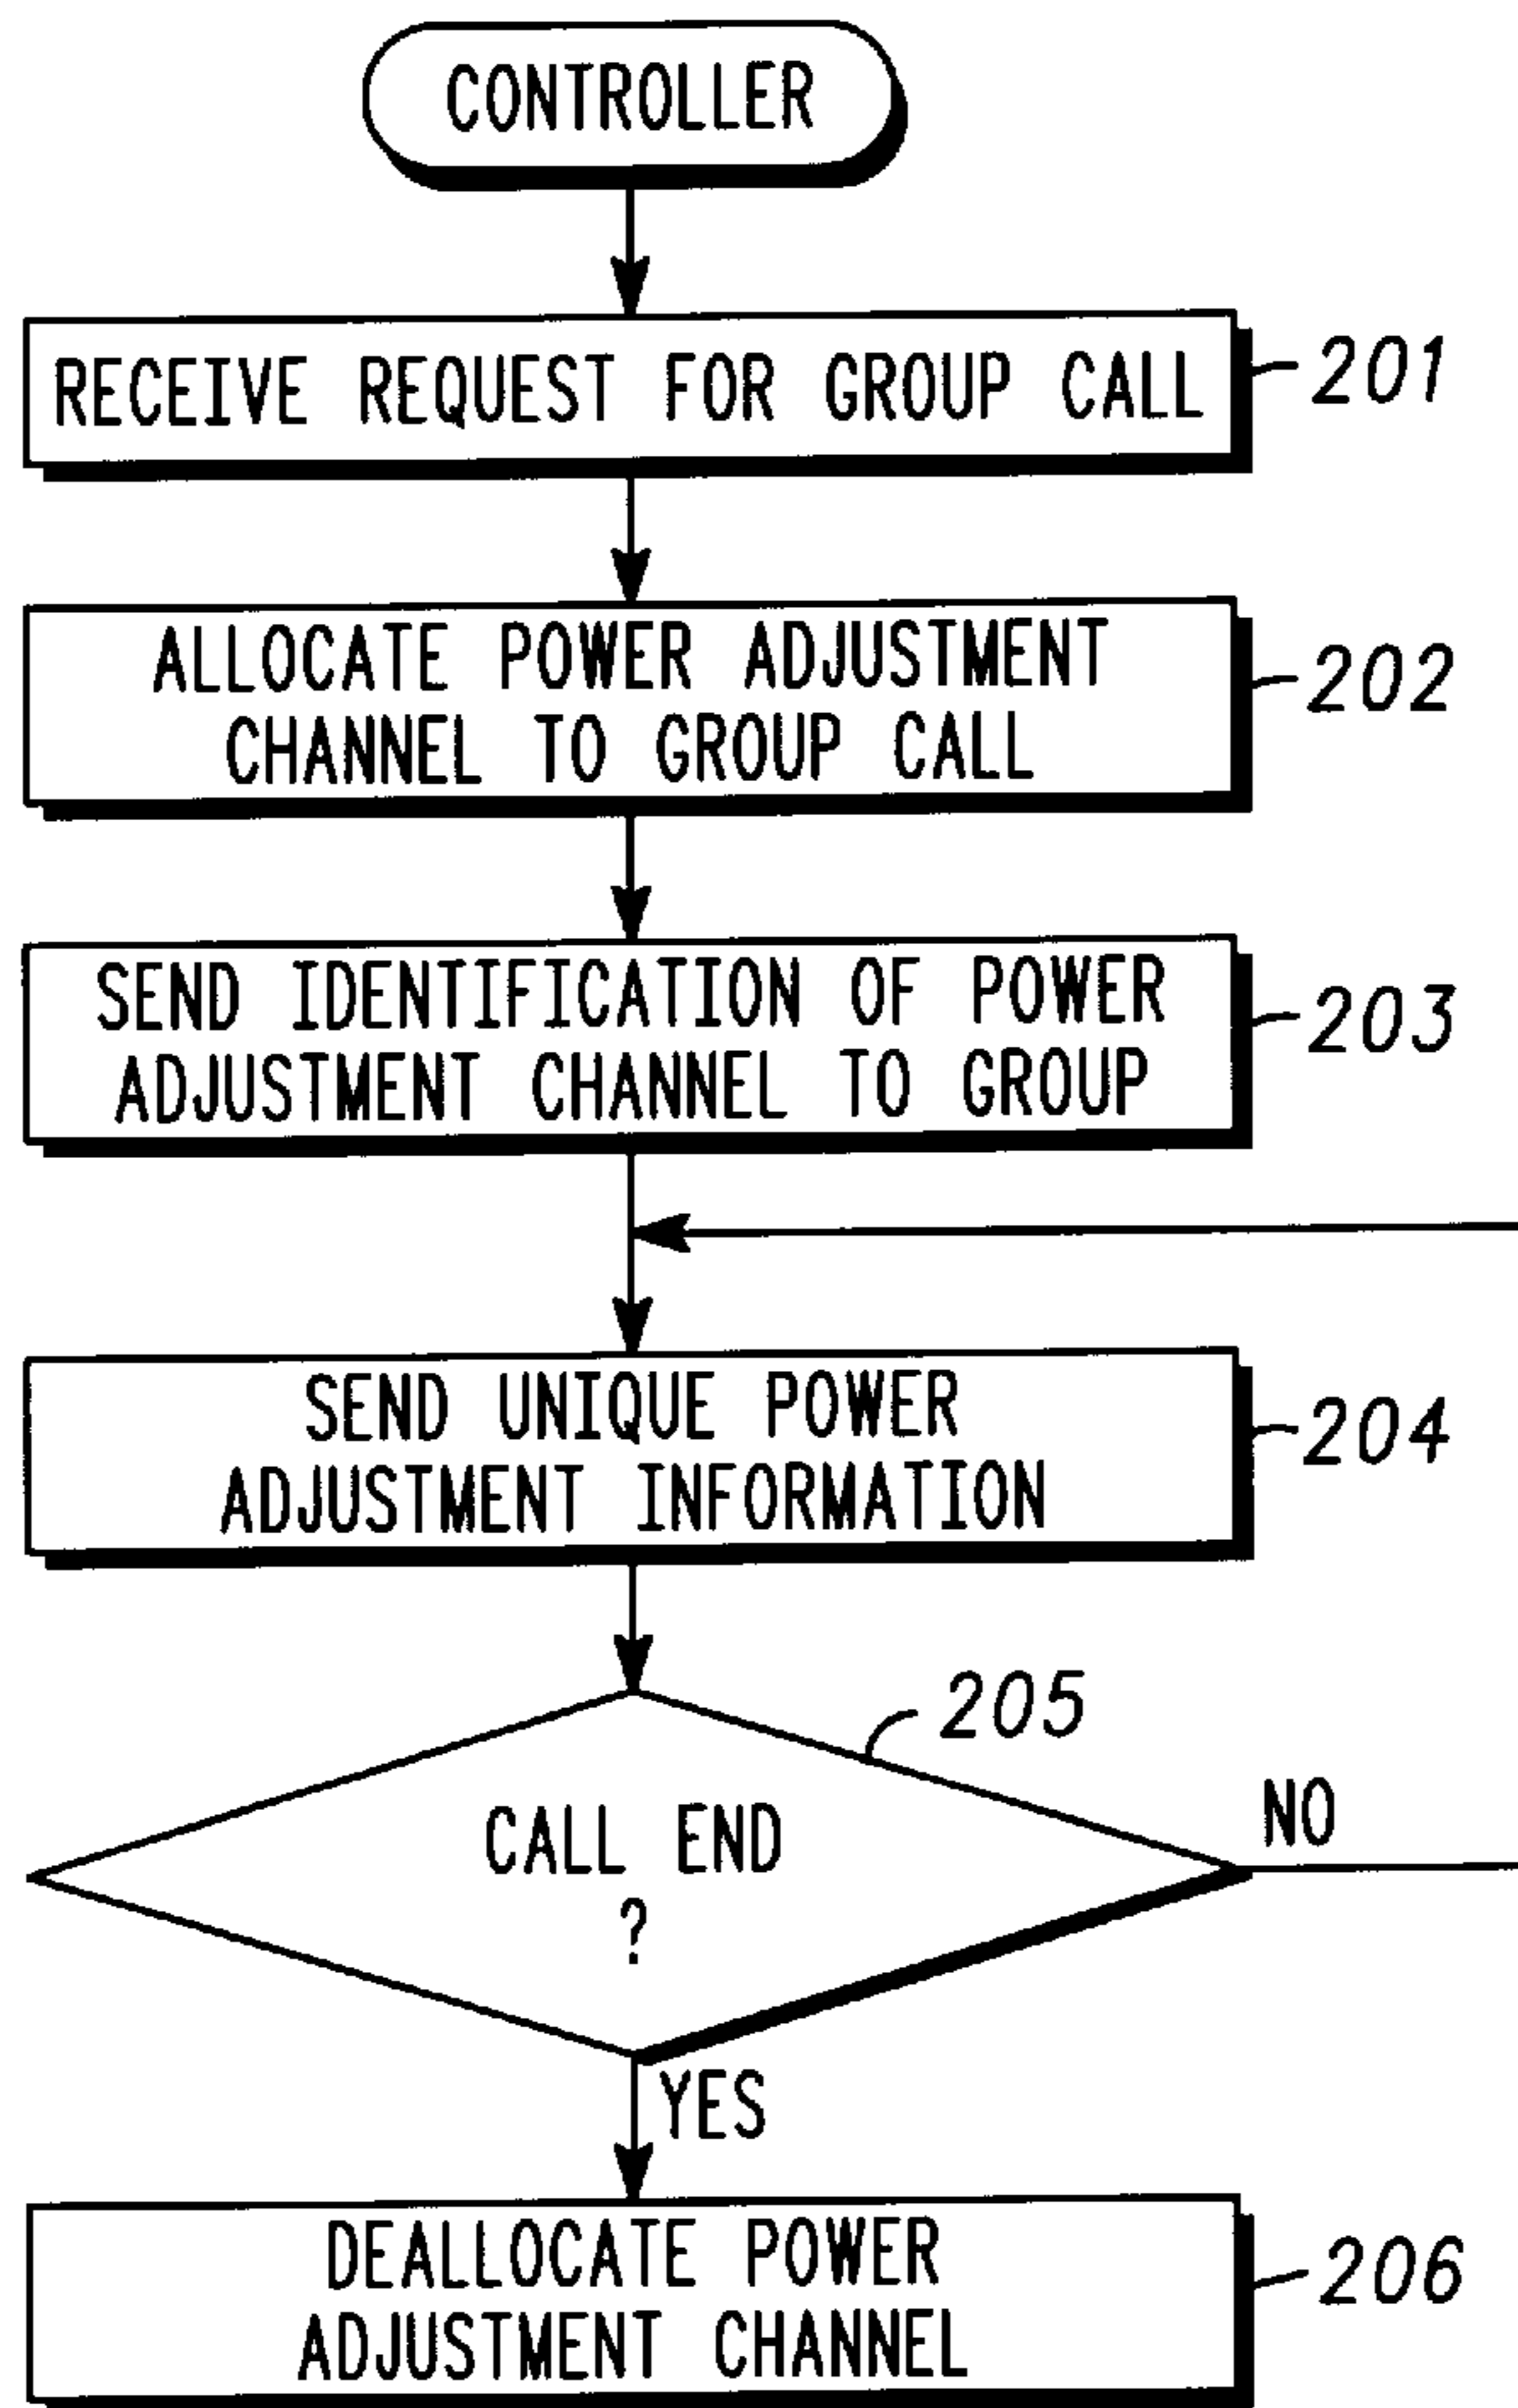 CONTROLLER
RECEIVE REQUEST FOR GROUP CALL
201
ALLOCATE POWER ADJUSTMENT
CHANNEL TO GROUP CALL
202
SEND IDENTIFICATION OF POWER
ADJUSTMENT CHANNEL TO GROUP
203
SEND UNIQUE POWER
ADJUSTMENT INFORMATION
204
205
CALL END
?
NO
YES
DEALLOCATE POWER
ADJUSTMENT CHANNEL
206